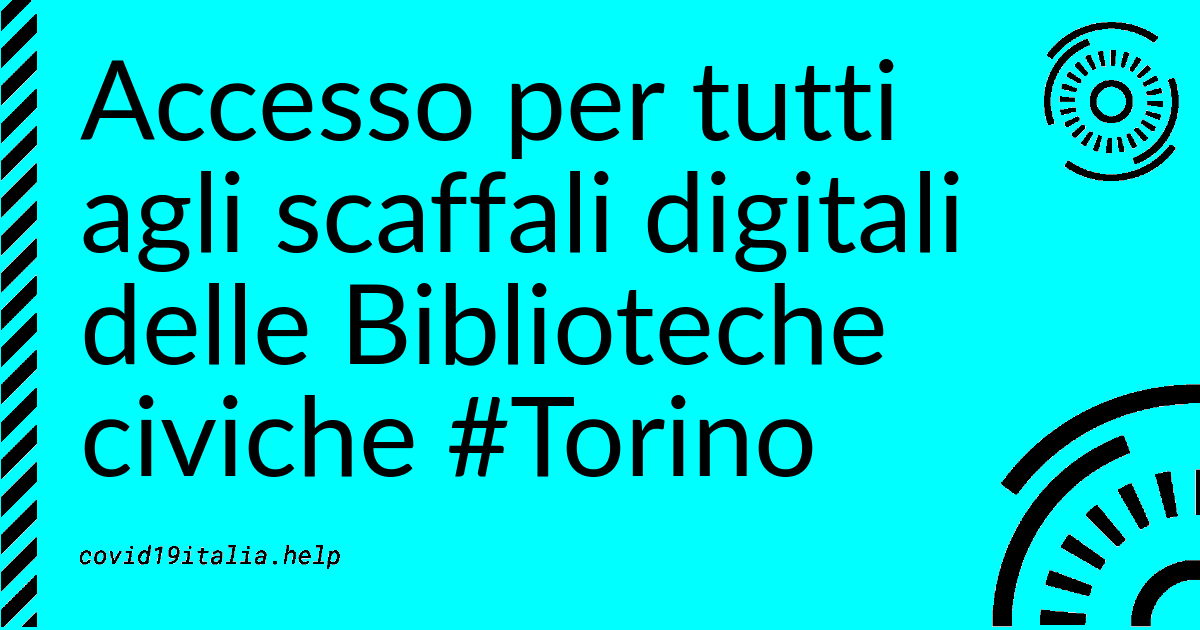 Accesso per tutti
agli scaffali digitali
delle Biblioteche
civiche #Torino
covid19italia.help